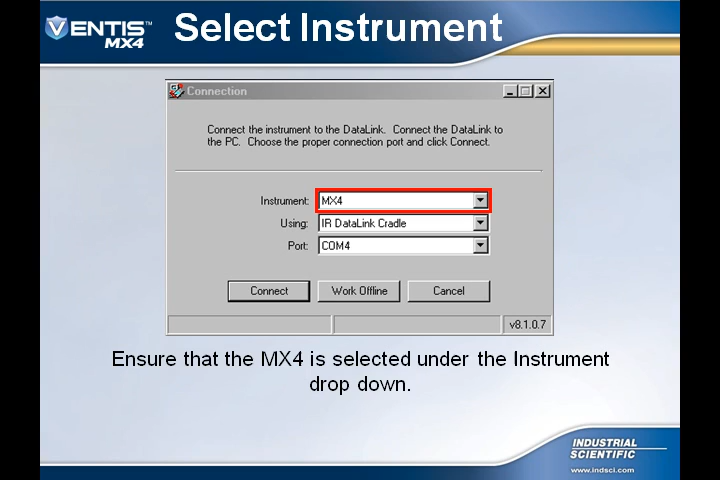 VENTIS™
MX4
Select Instrument
Connection
Connect the instrument to the DataLink. Connect the DataLink to
the PC. Choose the proper connection port and click Connect.
Instrument: MX4
Using: IR DataLink Cradle
Port: COM4
Connect Work Offline Cancel
v8.1.0.7
Ensure that the MX4 is selected under the Instrument
drop down.
INDUSTRIAL
SCIENTIFIC
www.indsci.com